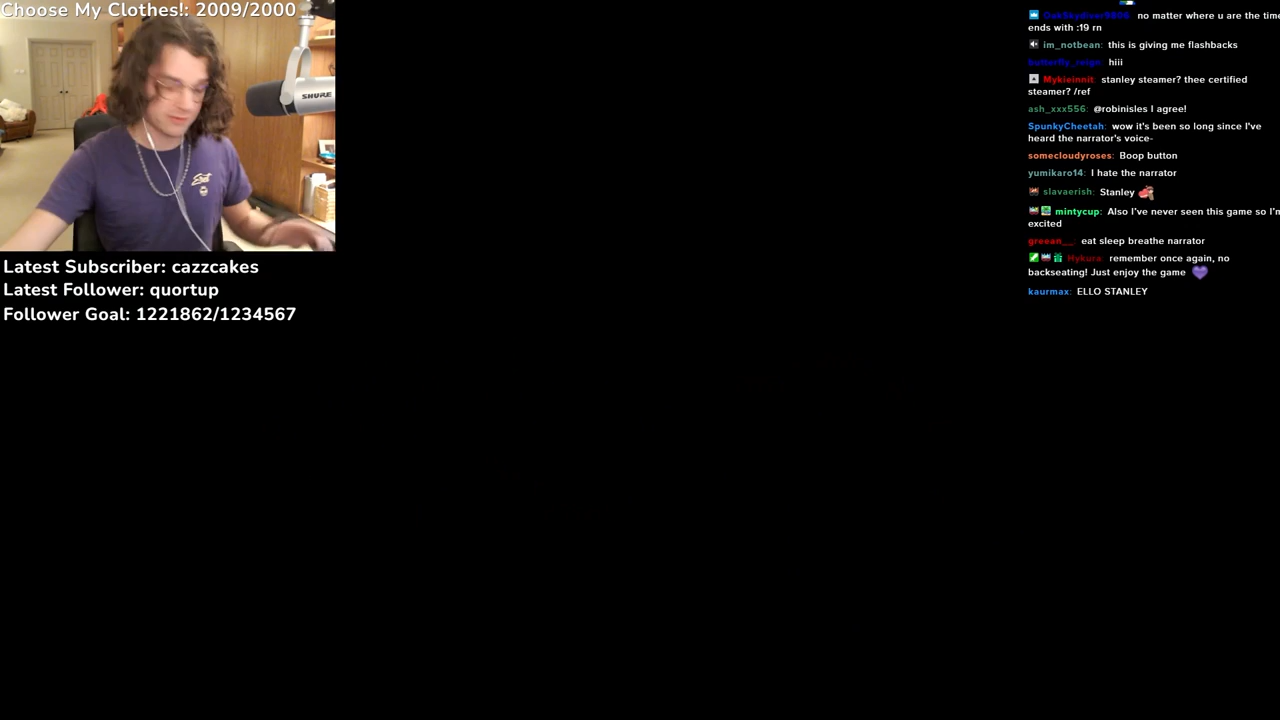 Choose My Clothes!: 2009/2000
SHURE
Latest Subscriber: cazzcakes
Latest Follower: quortup
Follower Goal: 1221862/1234567
no matter where u are the time
ends with :19 rn
im_notbean: this is giving me flashbacks
butterfly_reign: hiii
Mykieinnit: stanley steamer? thee certified
steamer? /ref
ash_xxx556: @robinisles I agree!
SpunkyCheetah: wow it's been so long since I've
heard the narrator's voice-
somecloudyroses: Boop button
yumikaro14: I hate the narrator
slavaerish: Stanley
mintycup: Also I've never seen this game so I'm
excited
greean__: eat sleep breathe narrator
Hykura: remember once again, no
backseating! Just enjoy the game
kaurmax: ELLO STANLEY